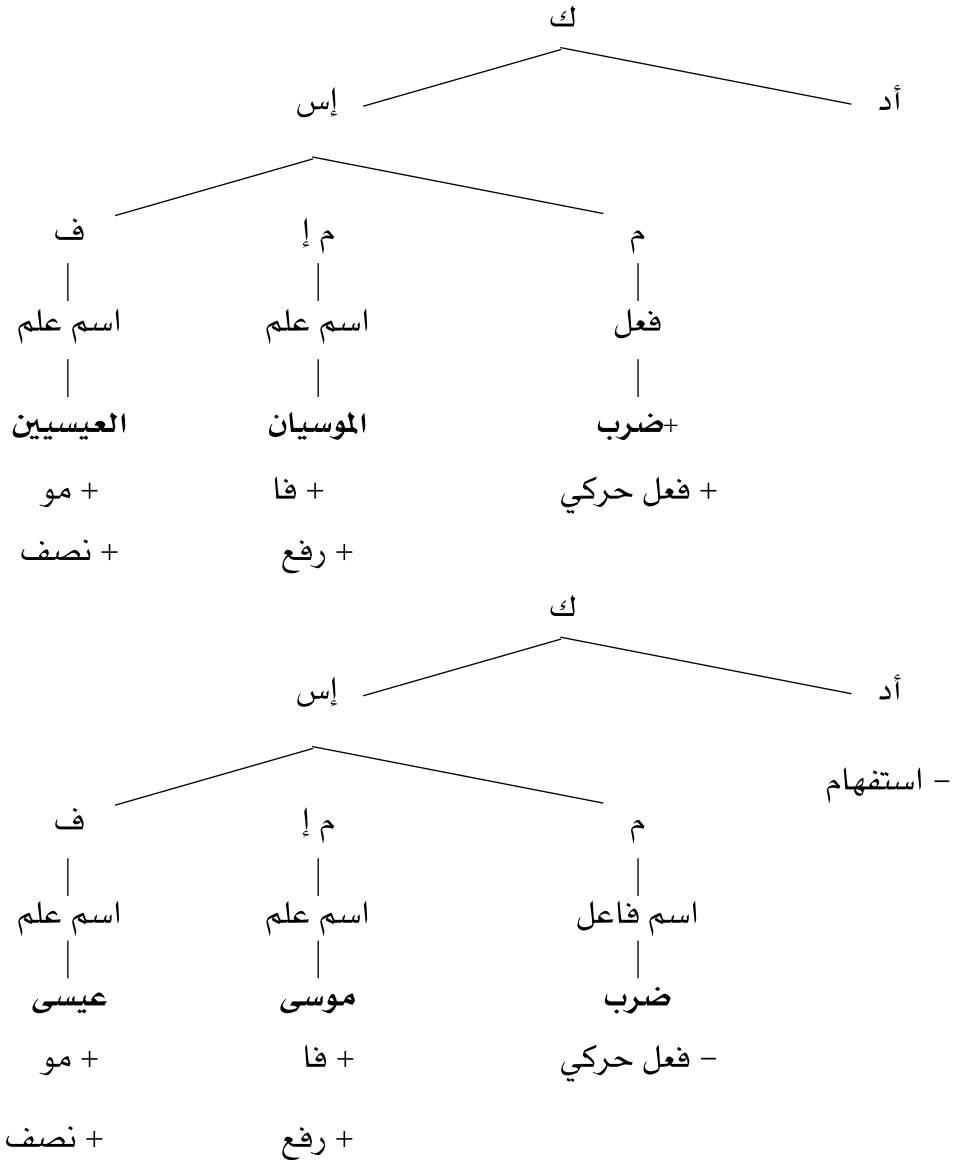 ك
أد إس
م م إ ف
فعل اسم علم اسم علم
+ضرب الموسيان العيسيين
+ فعل حركي + فا + مو
+ رفع + نصف
ك
أد إس
– استفهام
م م إ ف
اسم فاعل اسم علم اسم علم
ضرب موسى عيسى
– فعل حركي + فا + مو
+ رفع + نصف